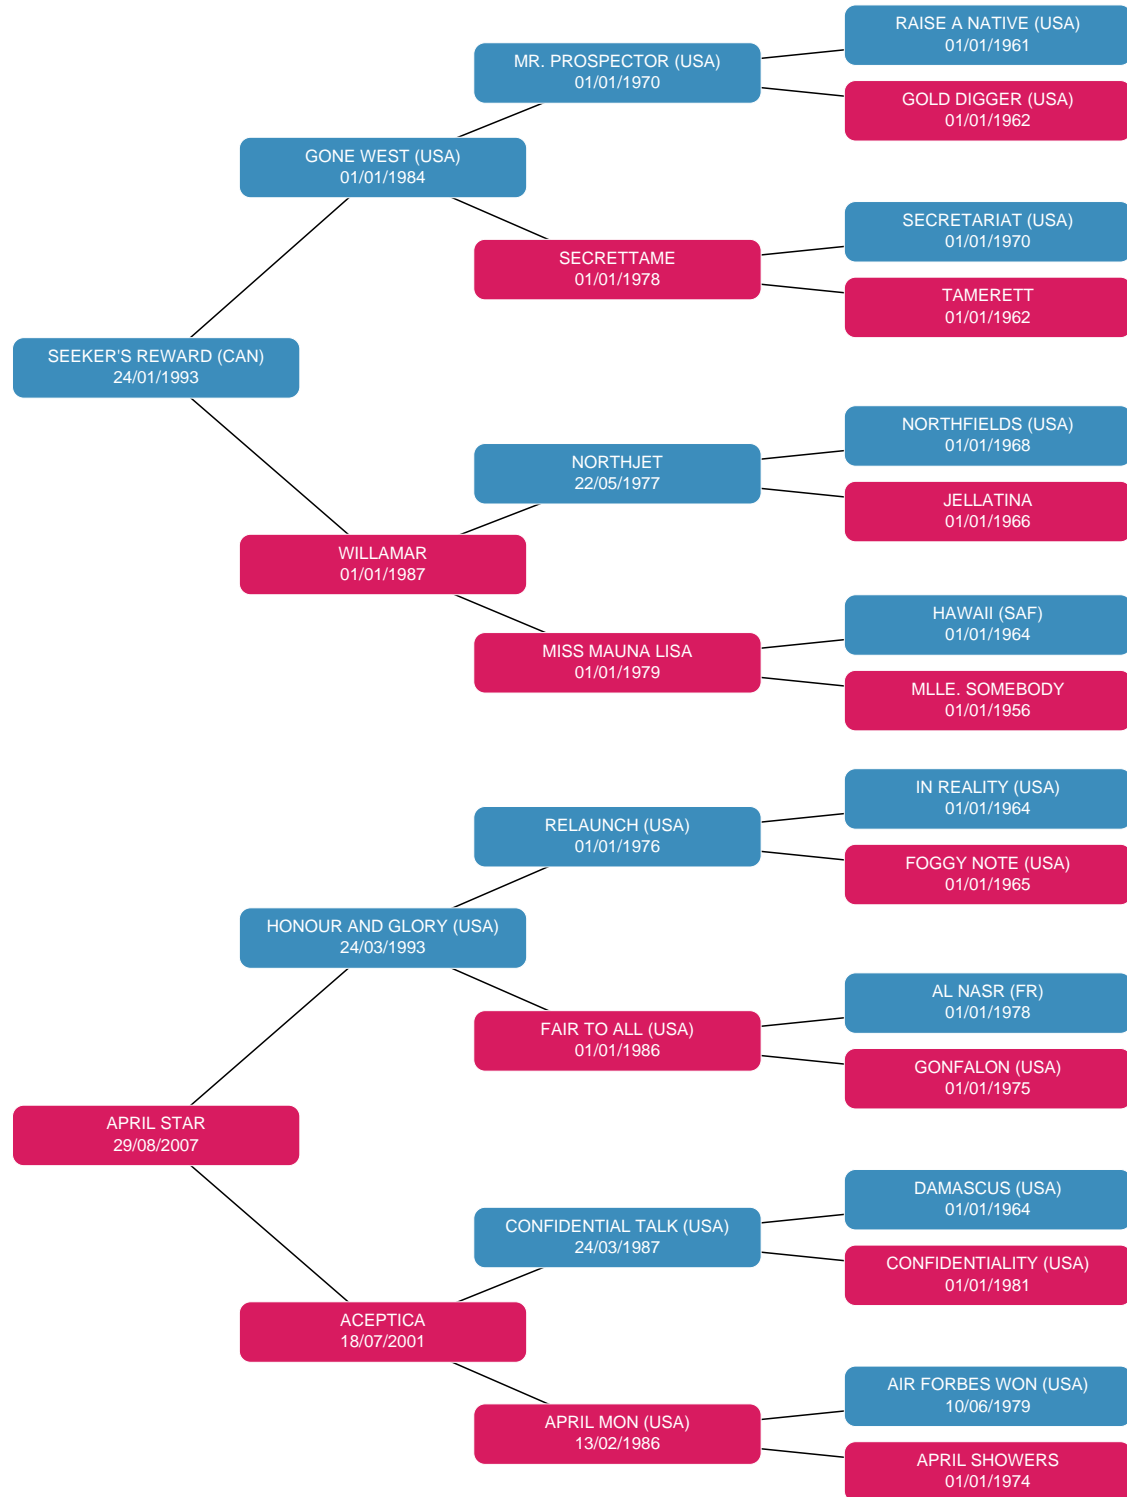 RAISE A NATIVE (USA)
01/01/1961
MR. PROSPECTOR (USA)
01/01/1970
GOLD DIGGER (USA)
01/01/1962
GONE WEST (USA)
01/01/1984
SECRETARIAT (USA)
01/01/1970
SECRETTAME
01/01/1978
TAMERETT
01/01/1962
SEEKER'S REWARD (CAN)
24/01/1993
NORTHFIELDS (USA)
01/01/1968
NORTHJET
22/05/1977
JELLATINA
01/01/1966
WILLAMAR
01/01/1987
HAWAII (SAF)
01/01/1964
MISS MAUNA LISA
01/01/1979
MLLE. SOMEBODY
01/01/1956
IN REALITY (USA)
01/01/1964
RELAUNCH (USA)
01/01/1976
FOGGY NOTE (USA)
01/01/1965
HONOUR AND GLORY (USA)
24/03/1993
AL NASR (FR)
01/01/1978
FAIR TO ALL (USA)
01/01/1986
GONFALON (USA)
01/01/1975
APRIL STAR
29/08/2007
DAMASCUS (USA)
01/01/1964
CONFIDENTIAL TALK (USA)
24/03/1987
CONFIDENTIALITY (USA)
01/01/1981
ACEPTICA
18/07/2001
AIR FORBES WON (USA)
10/06/1979
APRIL MON (USA)
13/02/1986
APRIL SHOWERS
01/01/1974